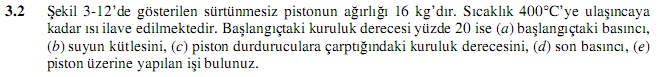 3.2 Şekil 3-12’de gösterilen sürtünmesiz pistonun ağırlığı 16 kg’dır. Sıcaklık 400°C’ye ulaşıncaya
kadar ısı ilave edilmektedir. Başlangıçtaki kuruluk derecesi yüzde 20 ise (a) başlangıçtaki basıncı,
(b) suyun kütlesini, (c) piston durduruculara çarptığındaki kuruluk derecesini, (d) son basıncı, (e)
piston üzerine yapılan işi bulunuz.